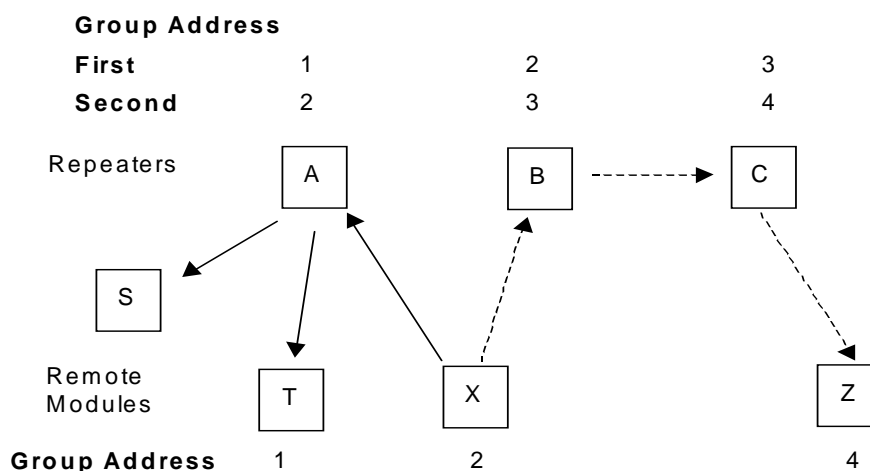 Group Address
First 1 2 3
Second 2 3 4
Repeaters A B C
S
Remote
Modules T X Z
Group Address 1 2 4